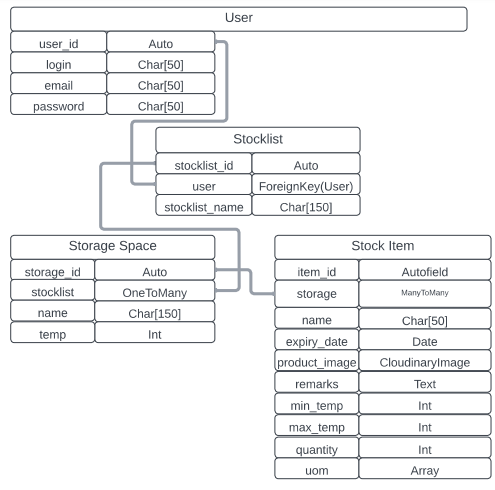 User
user_id Auto
login Char[50]
email Char[50]
password Char[50]
Stocklist
stocklist_id Auto
user ForeignKey(User)
stocklist_name Char[150]
Storage Space
storage_id Auto
stocklist OneToMany
name Char[150]
temp Int
Stock Item
item_id Autofield
storage ManyToMany
name Char[50]
expiry_date Date
product_image CloudinaryImage
remarks Text
min_temp Int
max_temp Int
quantity Int
uom Array